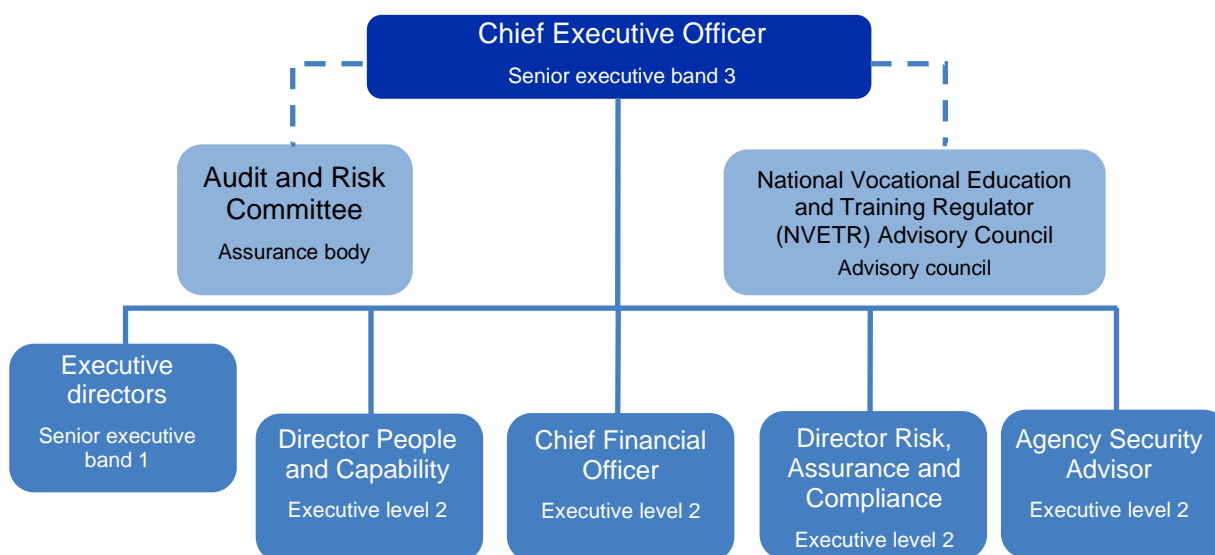 Chief Executive Officer
Senior executive band 3
Audit and Risk
Committee
Assurance body
National Vocational Education
and Training Regulator
(NVETR) Advisory Council
Advisory council
Executive
directors
Senior executive
band 1
Director People
and Capability
Executive level 2
Chief Financial
Officer
Executive level 2
Director Risk,
Assurance and
Compliance
Executive level 2
Agency Security
Advisor
Executive level 2